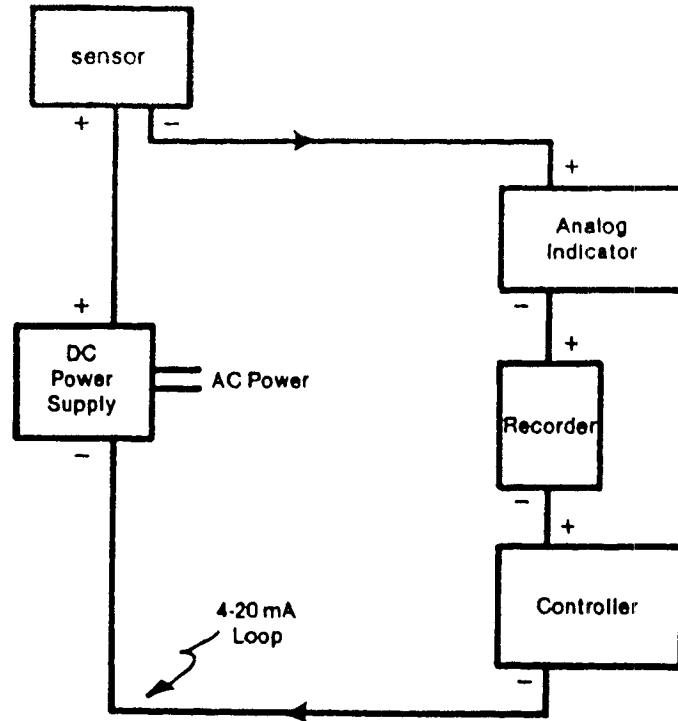 sensor
+ −
+
Analog
Indicator
−
+
DC
Power
Supply
AC Power
−
+
Recorder
−
+
Controller
−
4-20 mA
Loop